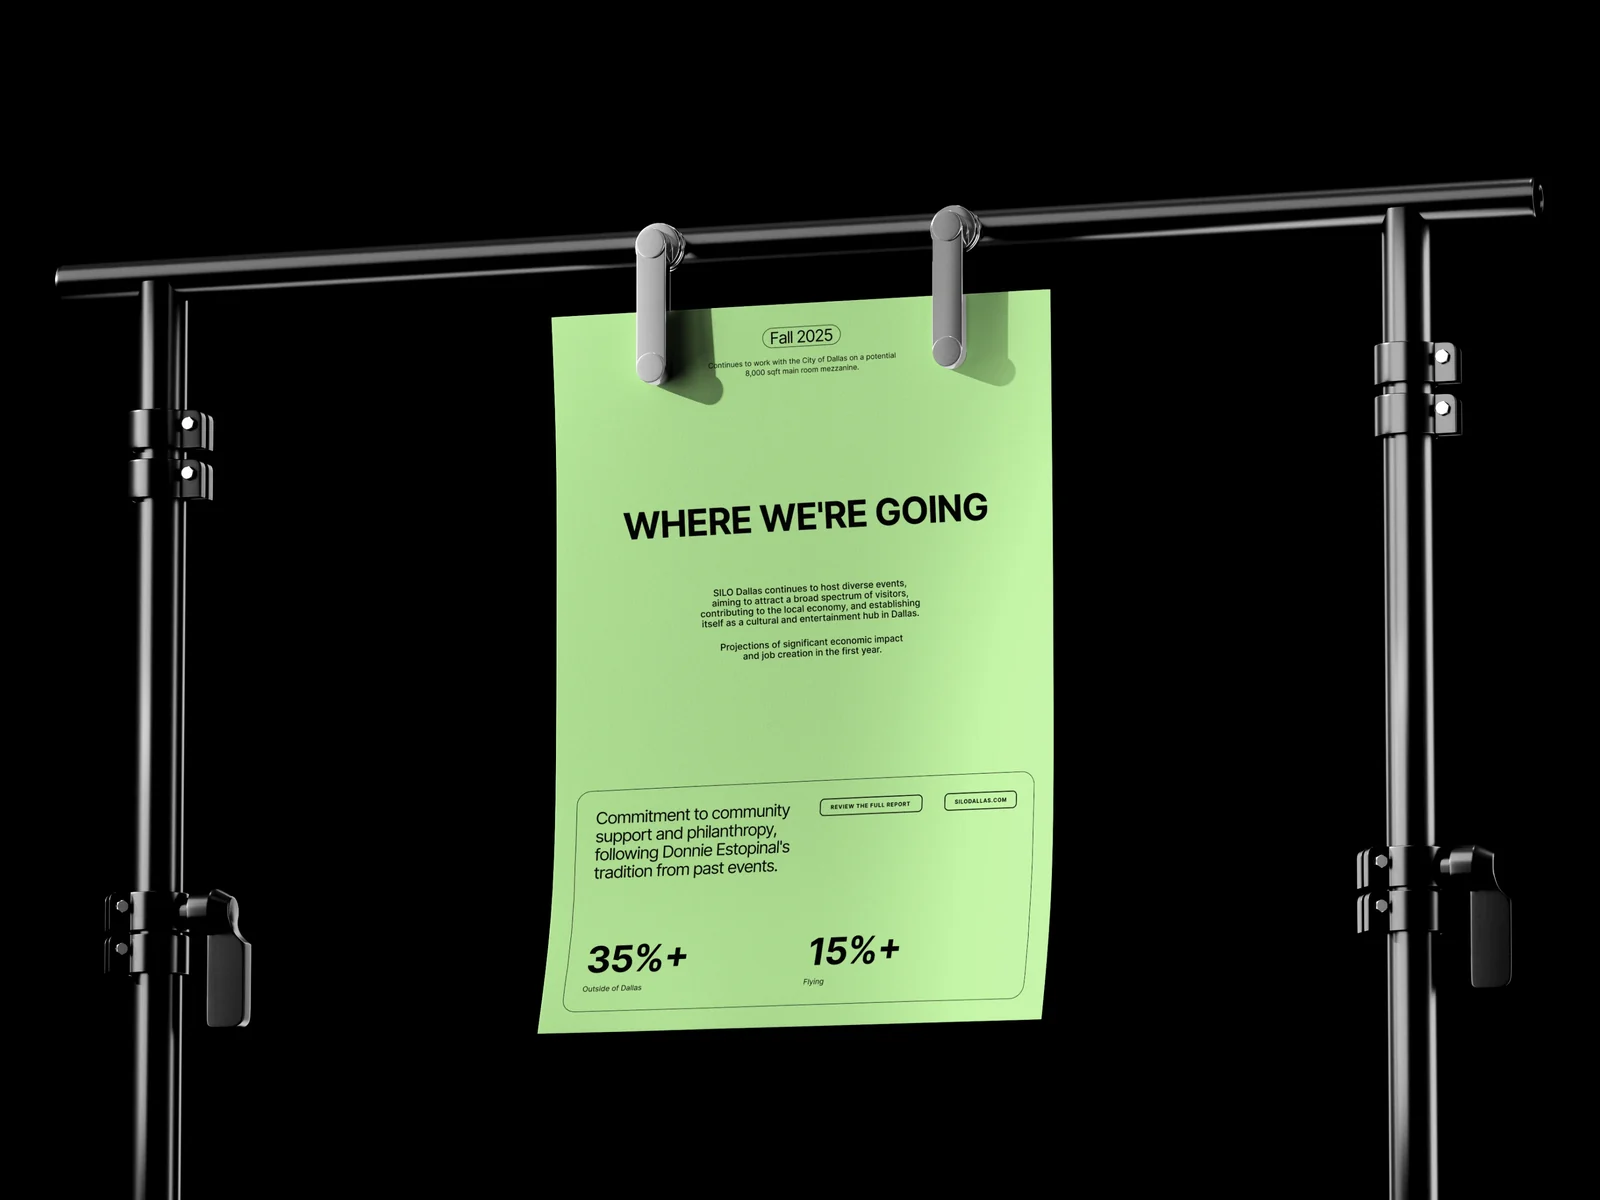 Fall 2025
Continues to work with the City of Dallas on a potential
8,000 sqft main room mezzanine.
WHERE WE'RE GOING
SILO Dallas continues to host diverse events,
aiming to attract a broad spectrum of visitors,
contributing to the local economy, and establishing
itself as a cultural and entertainment hub in Dallas.
Projections of significant economic impact
and job creation in the first year.
Commitment to community
support and philanthropy,
following Donnie Estopinal's
tradition from past events.
REVIEW THE FULL REPORT
SILODALLAS.COM
35%+
Outside of Dallas
15%+
Flying